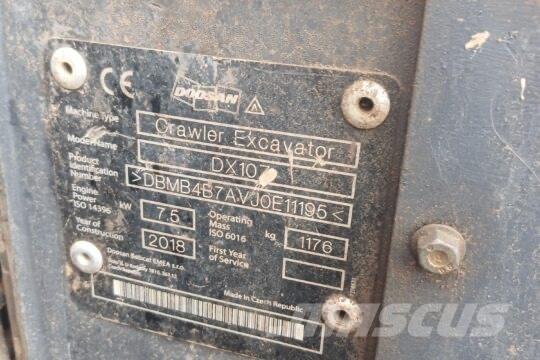 CE
DOOSAN
Machine Type
Crawler Excavator
Model Name
DX10Z
Product
Identification
Number
>DBMB4B7AVJ0E11195<
Engine
Power
ISO 14396
kW
7.5
Operating
Mass
ISO 6016
kg
1176
Year of
Construction
2018
First Year
of Service
Doosan Bobcat EMEA s.r.o.
Made in Czech Republic
MASCUS